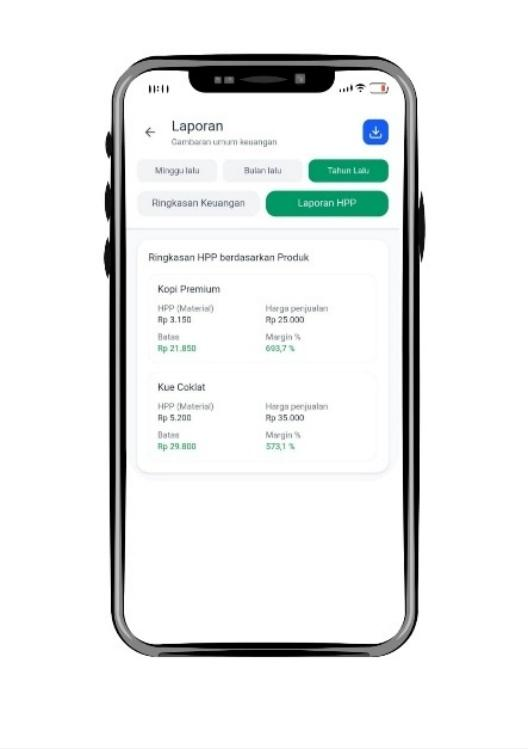 11:11
Laporan
Gambaran umum keuangan
Minggu lalu
Bulan lalu
Tahun Lalu
Ringkasan Keuangan
Laporan HPP
Ringkasan HPP berdasarkan Produk
Kopi Premium
HPP (Material)
Harga penjualan
Rp 3.150
Rp 25.000
Batas
Margin %
Rp 21.850
693,7 %
Kue Coklat
HPP (Material)
Harga penjualan
Rp 5.200
Rp 35.000
Batas
Margin %
Rp 29.800
573,1 %